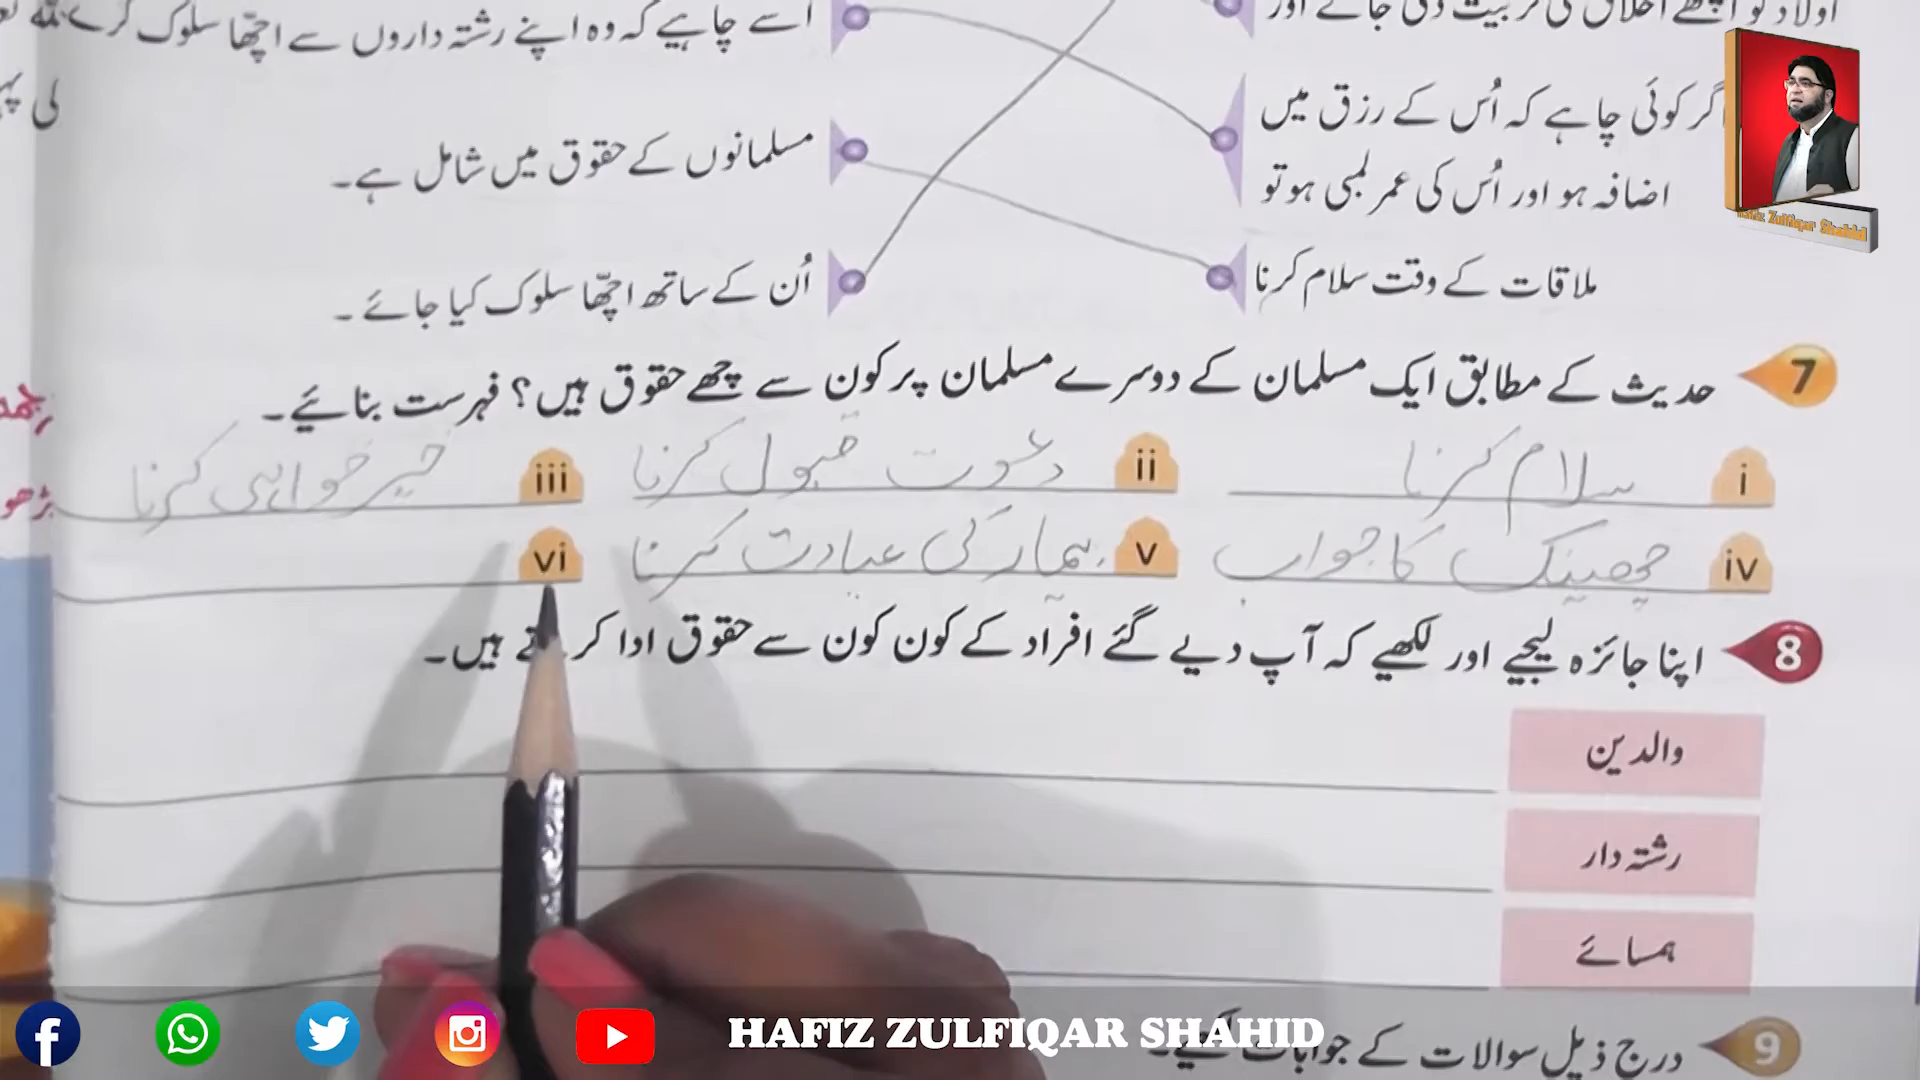 اولاد کو اچھے اخلاق کی تربیت دی جائے اور
اسے چاہیے کہ وہ اپنے رشتہ داروں سے اچھّا سلوک کرے
اگر کوئی چاہے کہ اُس کے رزق میں
اضافہ ہو اور اُس کی عمر لمبی ہو تو
مسلمانوں کے حقوق میں شامل ہے۔
ملاقات کے وقت سلام کرنا
اُن کے ساتھ اچھّا سلوک کیا جائے۔
Hafiz Zulfiqar Shahid
7 حدیث کے مطابق ایک مسلمان کے دوسرے مسلمان پر کون سے چھے حقوق ہیں؟ فہرست بنائیے۔
i سلام کرنا ii دعوت قبول کرنا iii خیر خواہی کرنا
iv چھینک کا جواب v بیمار کی عیادت کرنا vi
8 اپنا جائزہ لیجیے اور لکھیے کہ آپ دیے گئے افراد کے کون کون سے حقوق ادا کرتے ہیں۔
والدین
رشتہ دار
ہمسائے
9 درج ذیل سوالات کے جوابات
HAFIZ ZULFIQAR SHAHID